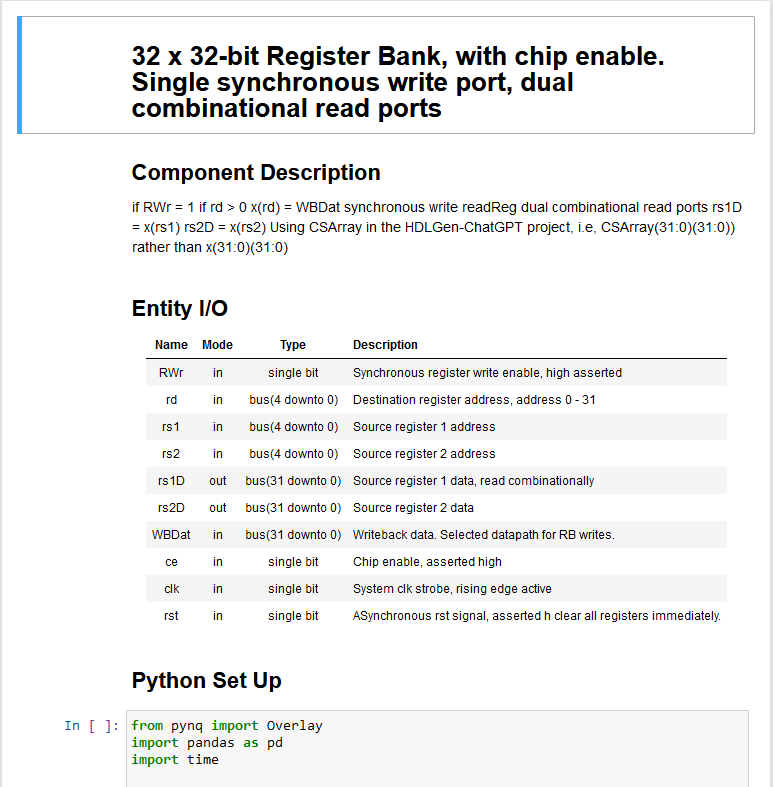 32 x 32-bit Register Bank, with chip enable.
Single synchronous write port, dual
combinational read ports
Component Description
if RWr = 1 if rd > 0 x(rd) = WBDat synchronous write readReg dual combinational read ports rs1D
= x(rs1) rs2D = x(rs2) Using CSArray in the HDLGen-ChatGPT project, i.e, CSArray(31:0)(31:0))
rather than x(31:0)(31:0)
Entity I/O
Name Mode Type Description
RWr in single bit Synchronous register write enable, high asserted
rd in bus(4 downto 0) Destination register address, address 0 - 31
rs1 in bus(4 downto 0) Source register 1 address
rs2 in bus(4 downto 0) Source register 2 address
rs1D out bus(31 downto 0) Source register 1 data, read combinationally
rs2D out bus(31 downto 0) Source register 2 data
WBDat in bus(31 downto 0) Writeback data. Selected datapath for RB writes.
ce in single bit Chip enable, asserted high
clk in single bit System clk strobe, rising edge active
rst in single bit ASynchronous rst signal, asserted h clear all registers immediately.
Python Set Up
In [ ]: from pynq import Overlay
import pandas as pd
import time